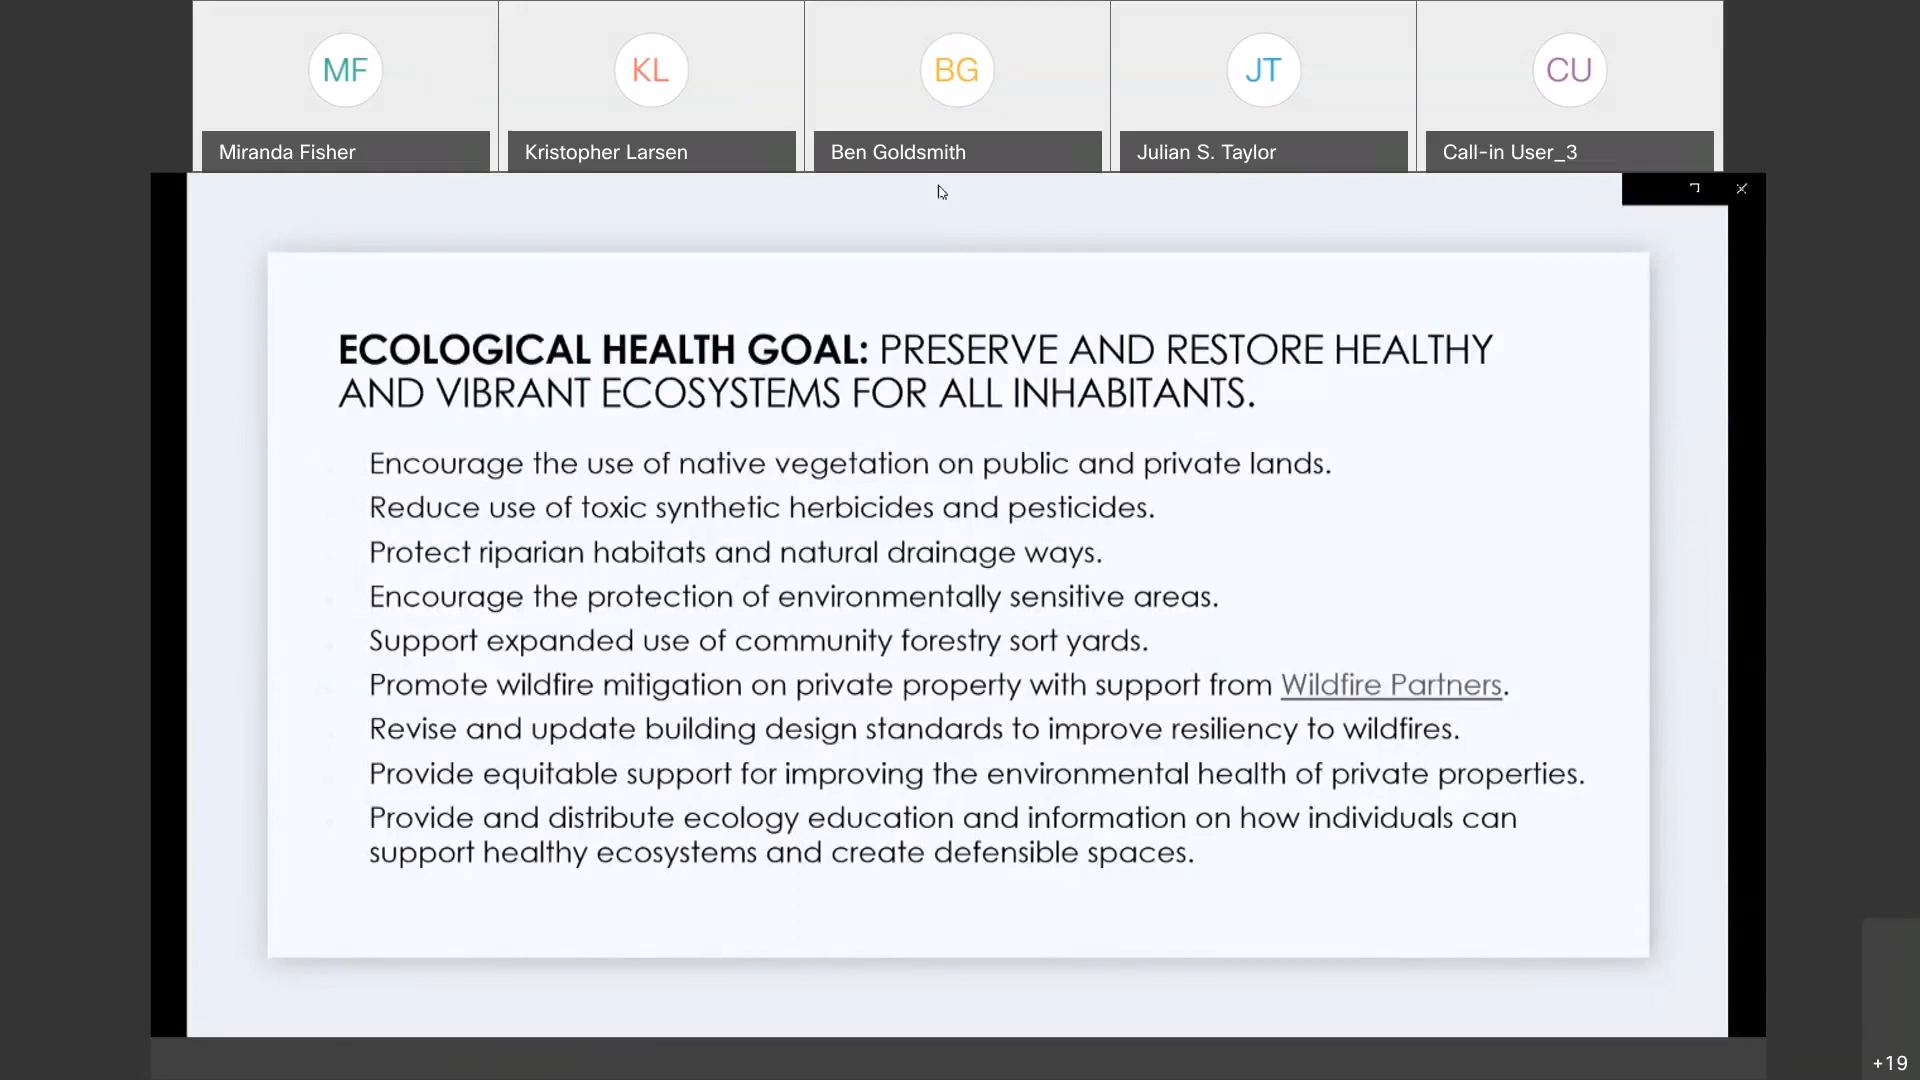 MF
KL
BG
JT
CU
Miranda Fisher
Kristopher Larsen
Ben Goldsmith
Julian S. Taylor
Call-in User_3
ECOLOGICAL HEALTH GOAL: PRESERVE AND RESTORE HEALTHY
AND VIBRANT ECOSYSTEMS FOR ALL INHABITANTS.
Encourage the use of native vegetation on public and private lands.
Reduce use of toxic synthetic herbicides and pesticides.
Protect riparian habitats and natural drainage ways.
Encourage the protection of environmentally sensitive areas.
Support expanded use of community forestry sort yards.
Promote wildfire mitigation on private property with support from Wildfire Partners.
Revise and update building design standards to improve resiliency to wildfires.
Provide equitable support for improving the environmental health of private properties.
Provide and distribute ecology education and information on how individuals can
support healthy ecosystems and create defensible spaces.
+19